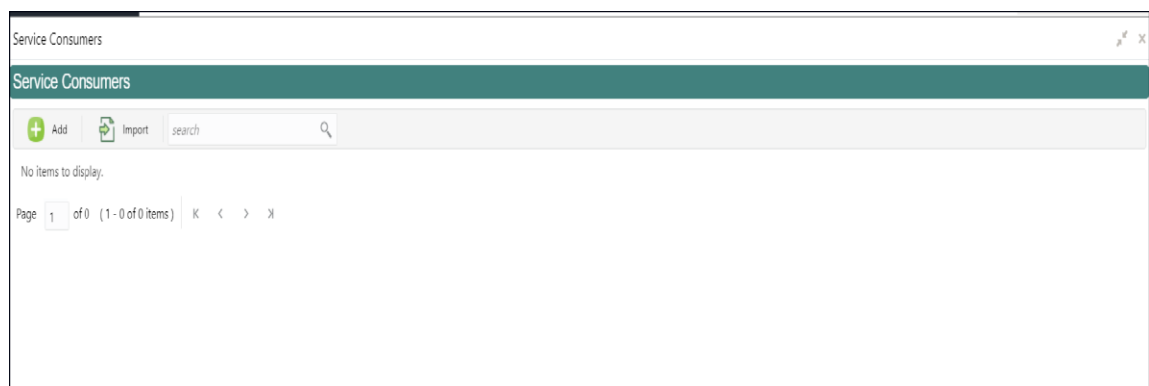 Service Consumers
Service Consumers
Add Import search
No items to display.
Page 1 of 0 (1 - 0 of 0 items)